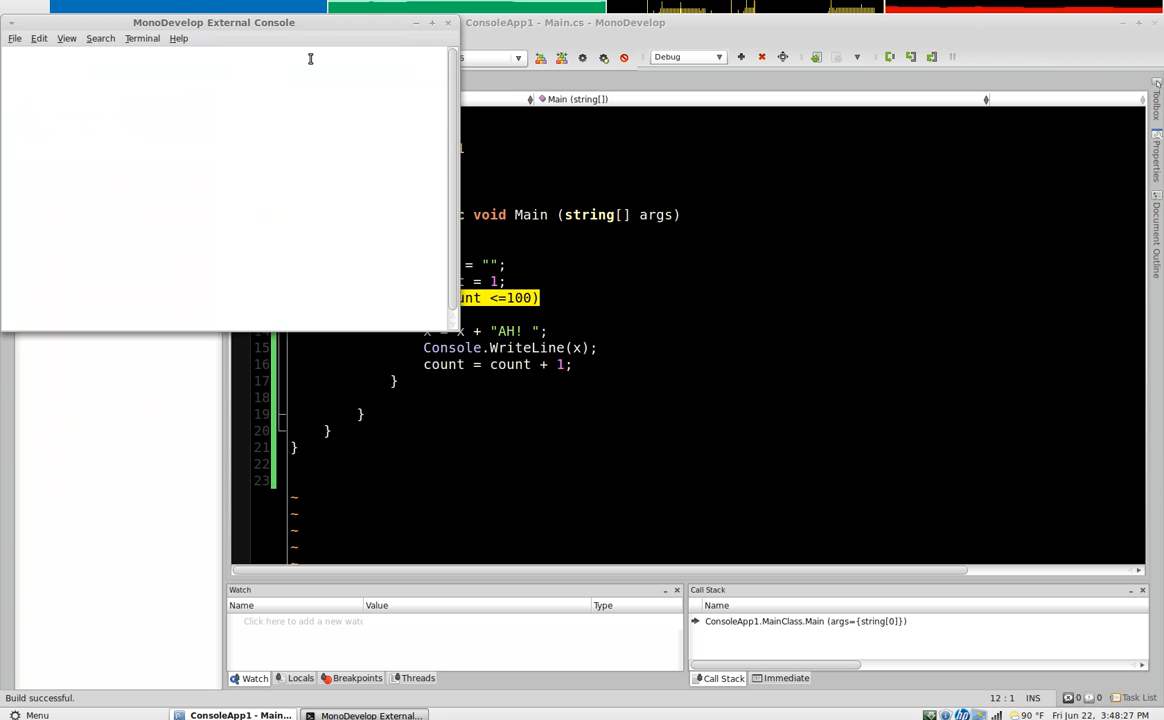 MonoDevelop External Console
ConsoleApp1 - Main.cs - MonoDevelop
File Edit View Search Terminal Help
Debug
Main (string[])
void Main (string[] args)
= "";
= 1;
<=100)
x = x + "AH! ";
15 Console.WriteLine(x);
16 count = count + 1;
17 }
18
19 }
20 }
21 }
22
23
~
~
~
~
~
Toolbox
Properties
Document Outline
Watch
Name Value Type
Click here to add a new watc
Watch Locals Breakpoints Threads
Call Stack
Name
ConsoleApp1.MainClass.Main (args={string[0]})
Call Stack Immediate
Build successful.
12 : 1 INS 0 0 Task List
Menu ConsoleApp1 - Main... MonoDevelop External... 90 °F Fri Jun 22, 3:48:27 PM